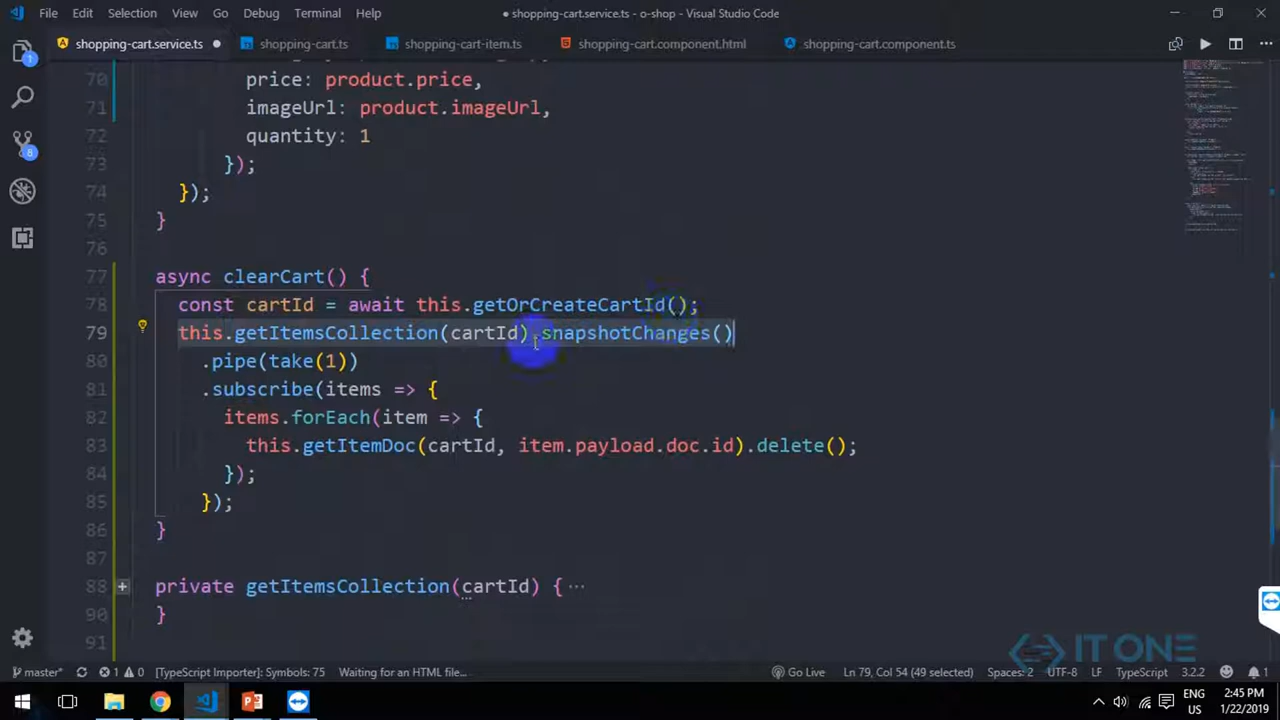 File Edit Selection View Go Debug Terminal Help
● shopping-cart.service.ts - o-shop - Visual Studio Code
shopping-cart.service.ts ● shopping-cart.ts shopping-cart-item.ts shopping-cart.component.html shopping-cart.component.ts
70 price: product.price,
71 imageUrl: product.imageUrl,
72 quantity: 1
73 });
74 });
75 }
76
77 async clearCart() {
78 const cartId = await this.getOrCreateCartId();
79 this.getItemsCollection(cartId).snapshotChanges()
80 .pipe(take(1))
81 .subscribe(items => {
82 items.forEach(item => {
83 this.getItemDoc(cartId, item.payload.doc.id).delete();
84 });
85 });
86 }
87
88 private getItemsCollection(cartId) { ...
90 }
91
1
8
IT ONE
master* 1 0 [TypeScript Importer]: Symbols: 75 Waiting for an HTML file... Go Live Ln 79, Col 54 (49 selected) Spaces: 2 UTF-8 LF TypeScript 3.2.2 1
ENG 2:45 PM
US 1/22/2019